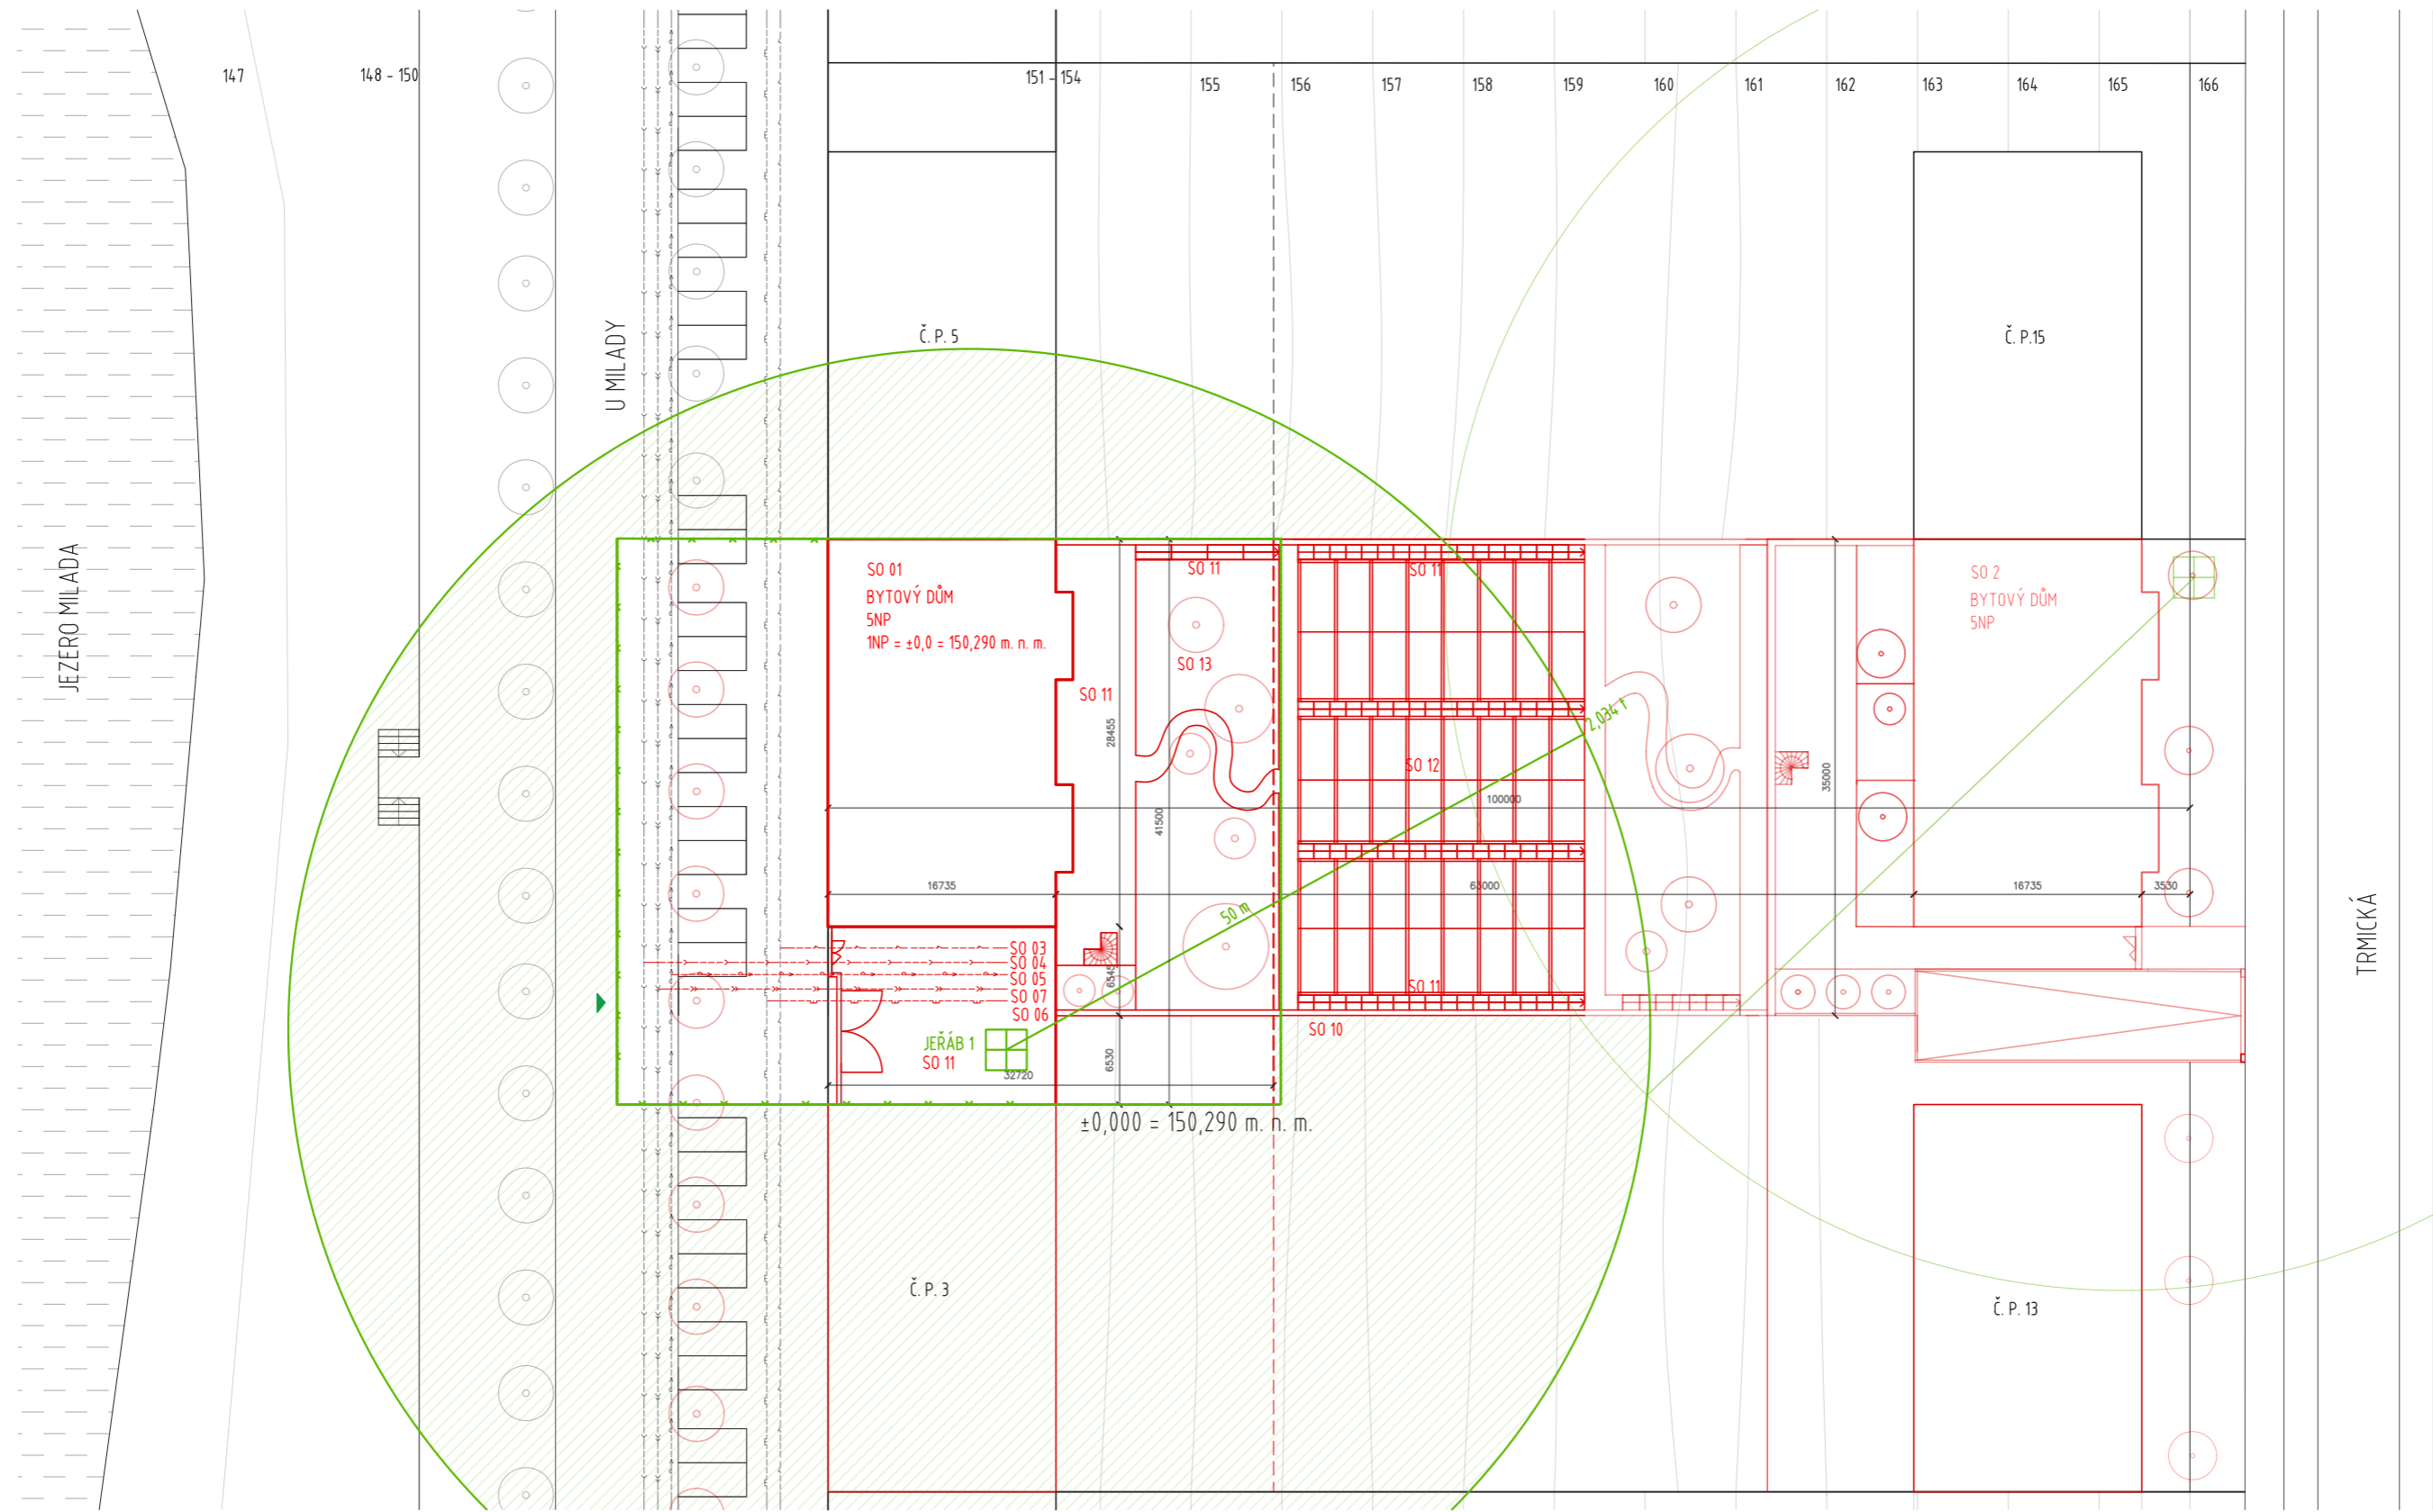 147
148 - 150
151 - 154
155
156
157
158
159
160
161
162
163
164
165
166
U MILADY
JEZERO MILADA
TRMICKÁ
Č. P. 5
Č. P.15
SO 01
BYTOVÝ DŮM
5NP
1NP = ±0,0 = 150,290 m. n. m.
SO 11
SO 11
SO 13
SO 11
SO 2
BYTOVÝ DŮM
5NP
28455
41500
2,034 t
SO 12
100000
35000
16735
63000
16735
3530
50 m
SO 03
SO 04
SO 05
SO 07
SO 06
6545
SO 11
SO 10
JEŘÁB 1
SO 11
6530
32720
±0,000 = 150,290 m. n. m.
Č. P. 3
Č. P. 13